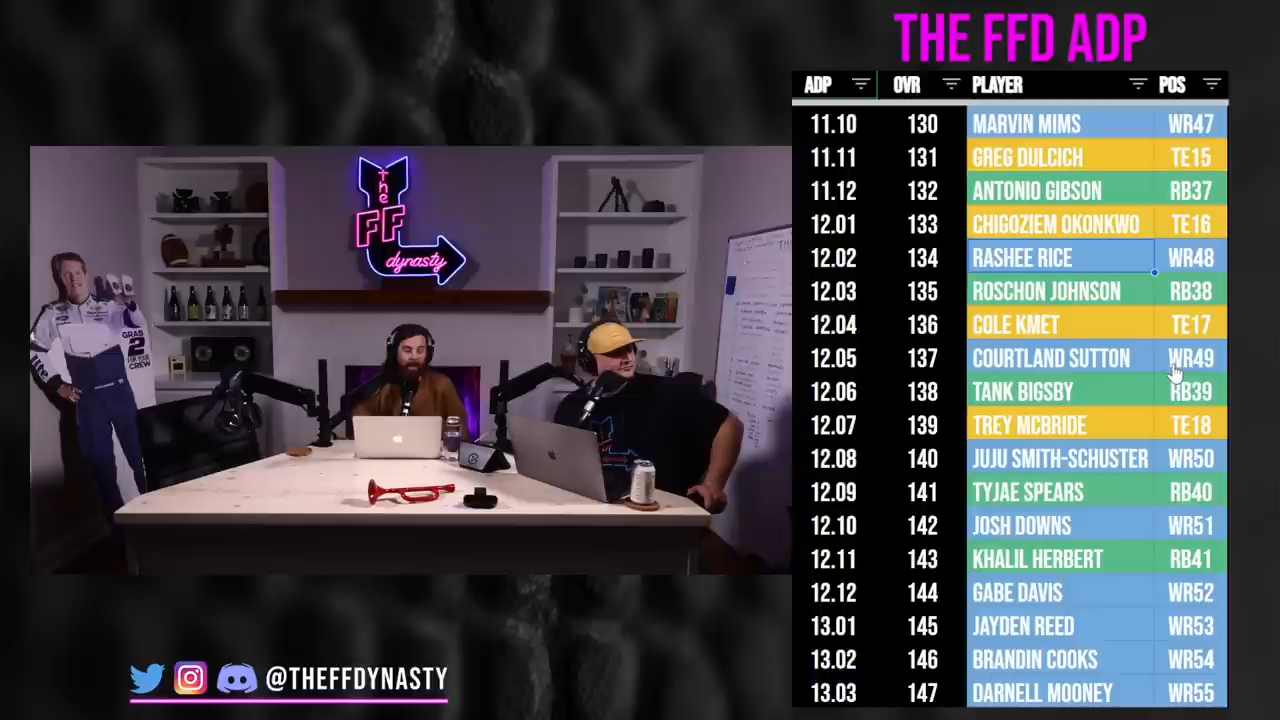 THE FFD ADP
ADP OVR PLAYER POS
11.10 130 MARVIN MIMS WR47
11.11 131 GREG DULCICH TE15
11.12 132 ANTONIO GIBSON RB37
12.01 133 CHIGOZIEM OKONKWO TE16
12.02 134 RASHEE RICE WR48
12.03 135 ROSCHON JOHNSON RB38
12.04 136 COLE KMET TE17
12.05 137 COURTLAND SUTTON WR49
12.06 138 TANK BIGSBY RB39
12.07 139 TREY MCBRIDE TE18
12.08 140 JUJU SMITH-SCHUSTER WR50
12.09 141 TYJAE SPEARS RB40
12.10 142 JOSH DOWNS WR51
12.11 143 KHALIL HERBERT RB41
12.12 144 GABE DAVIS WR52
13.01 145 JAYDEN REED WR53
13.02 146 BRANDIN COOKS WR54
13.03 147 DARNELL MOONEY WR55
The
FF
dynasty
GRAB
2
FOR YOUR
CREW
lite
@THEFFDYNASTY